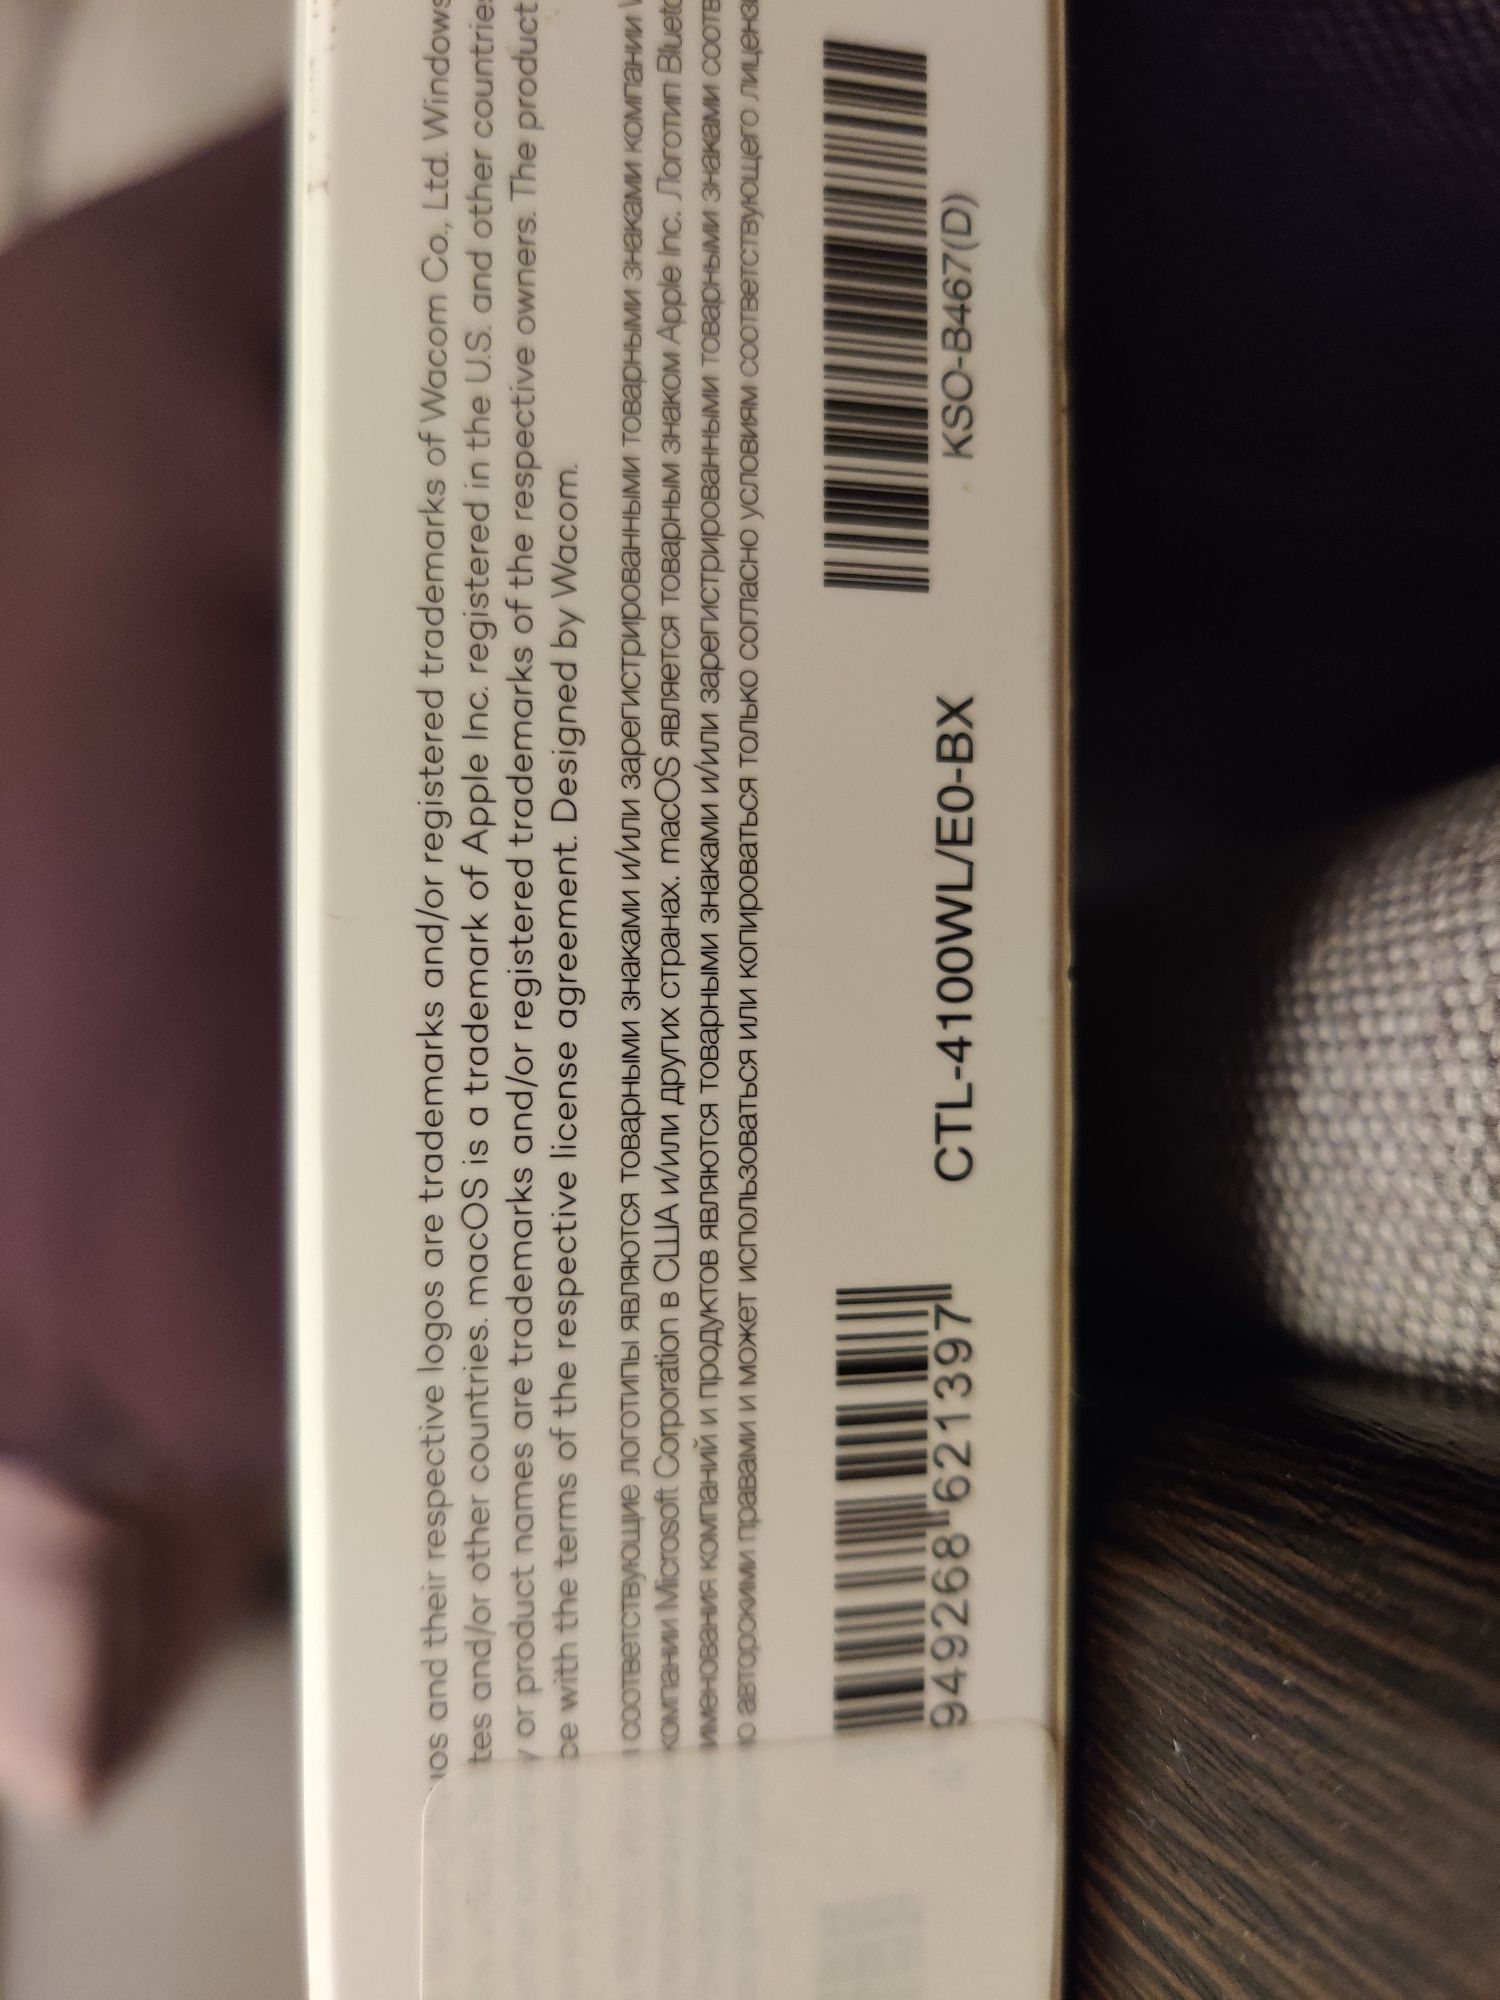 and their respective logos are trademarks and/or registered trademarks of Wacom Co., Ltd. Windows
and/or other countries. macOS is a trademark of Apple Inc. registered in the U.S. and other countries
or product names are trademarks and/or registered trademarks of the respective owners. The product
with the terms of the respective license agreement. Designed by Wacom.
соответствующие логотипы являются товарными знаками и/или зарегистрированными товарными знаками компании
компании Microsoft Corporation в США и/или других странах. macOS является товарным знаком Apple Inc. Логотип
именования компаний и продуктов являются товарными знаками и/или зарегистрированными товарными знаками
авторскими правами и может использоваться или копироваться только согласно условиям соответствующего
949268 621397
CTL-4100WL/E0-BX
KSO-B467(D)